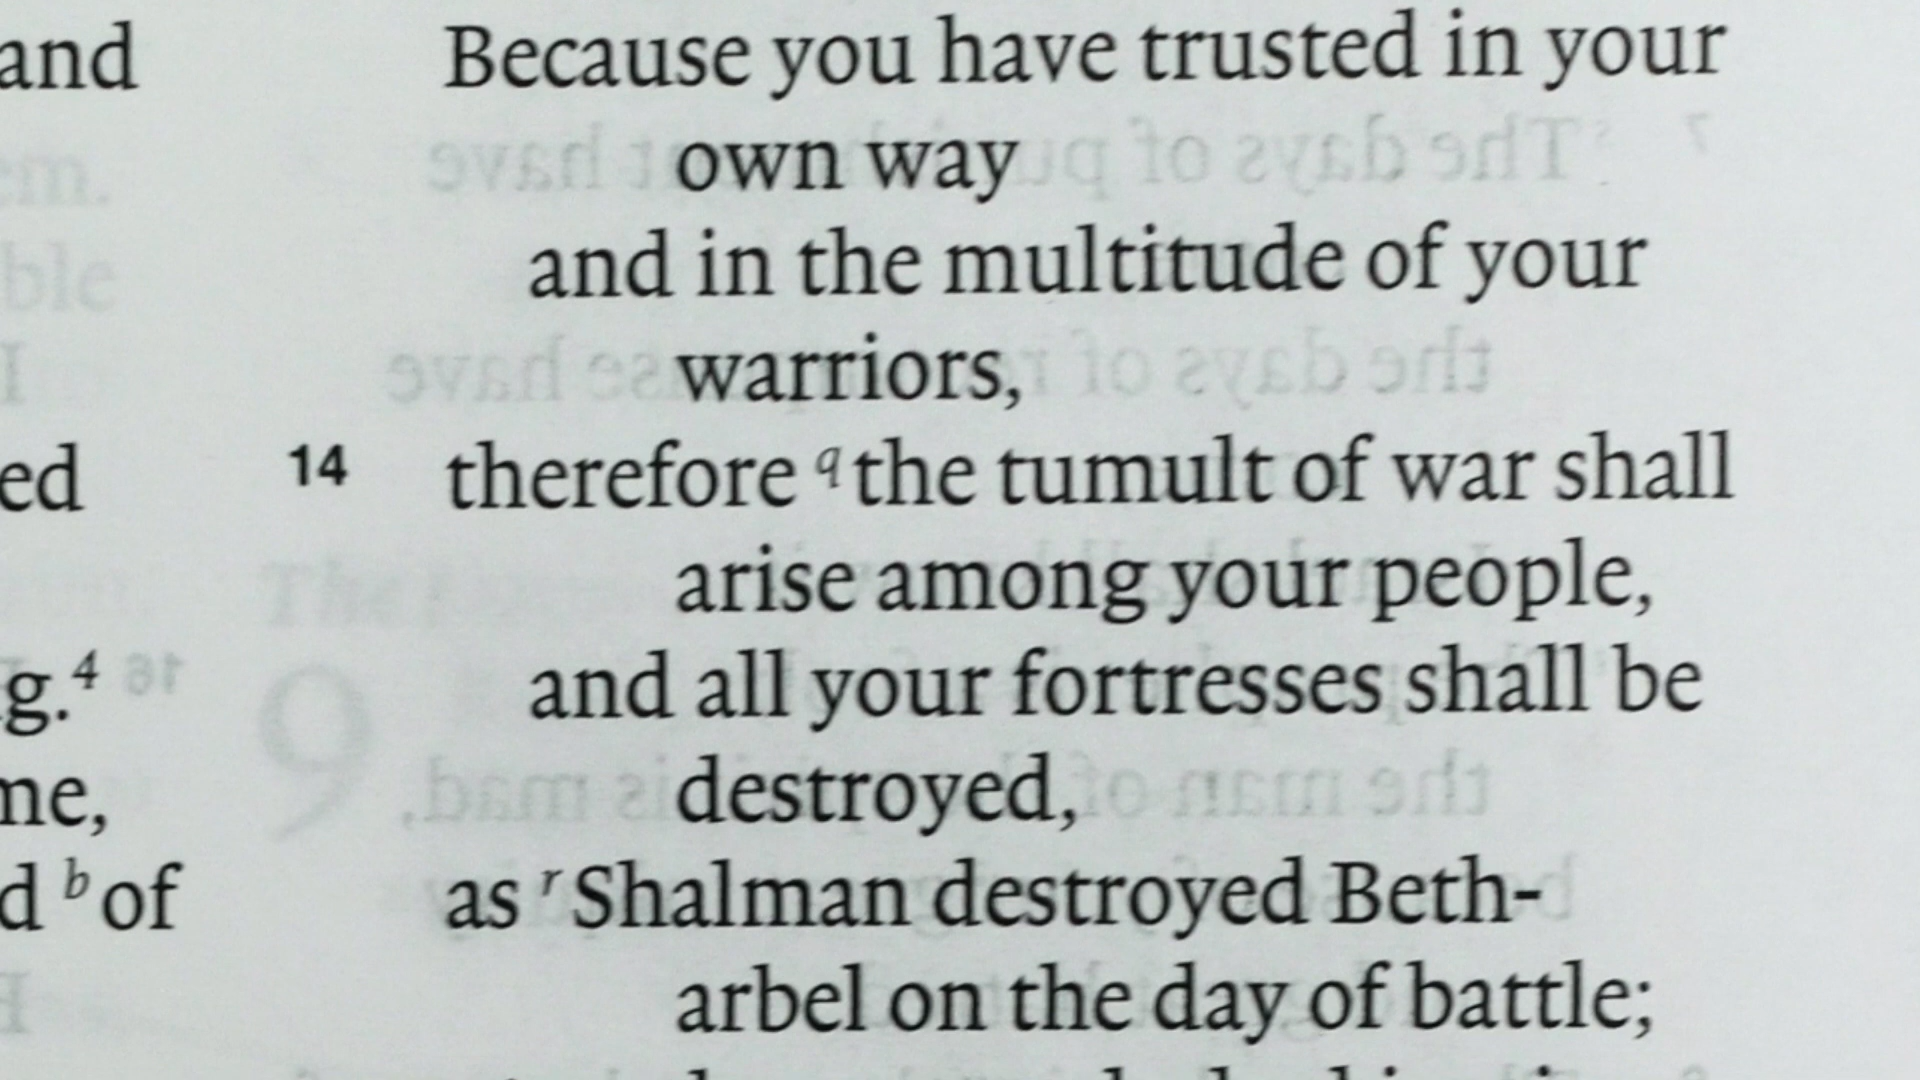 and
ed
g.⁴
me,
d ᵇ of
Because you have trusted in your
own way
and in the multitude of your
warriors,
14 therefore ᑫ the tumult of war shall
arise among your people,
and all your fortresses shall be
destroyed,
as ʳ Shalman destroyed Beth-
arbel on the day of battle;